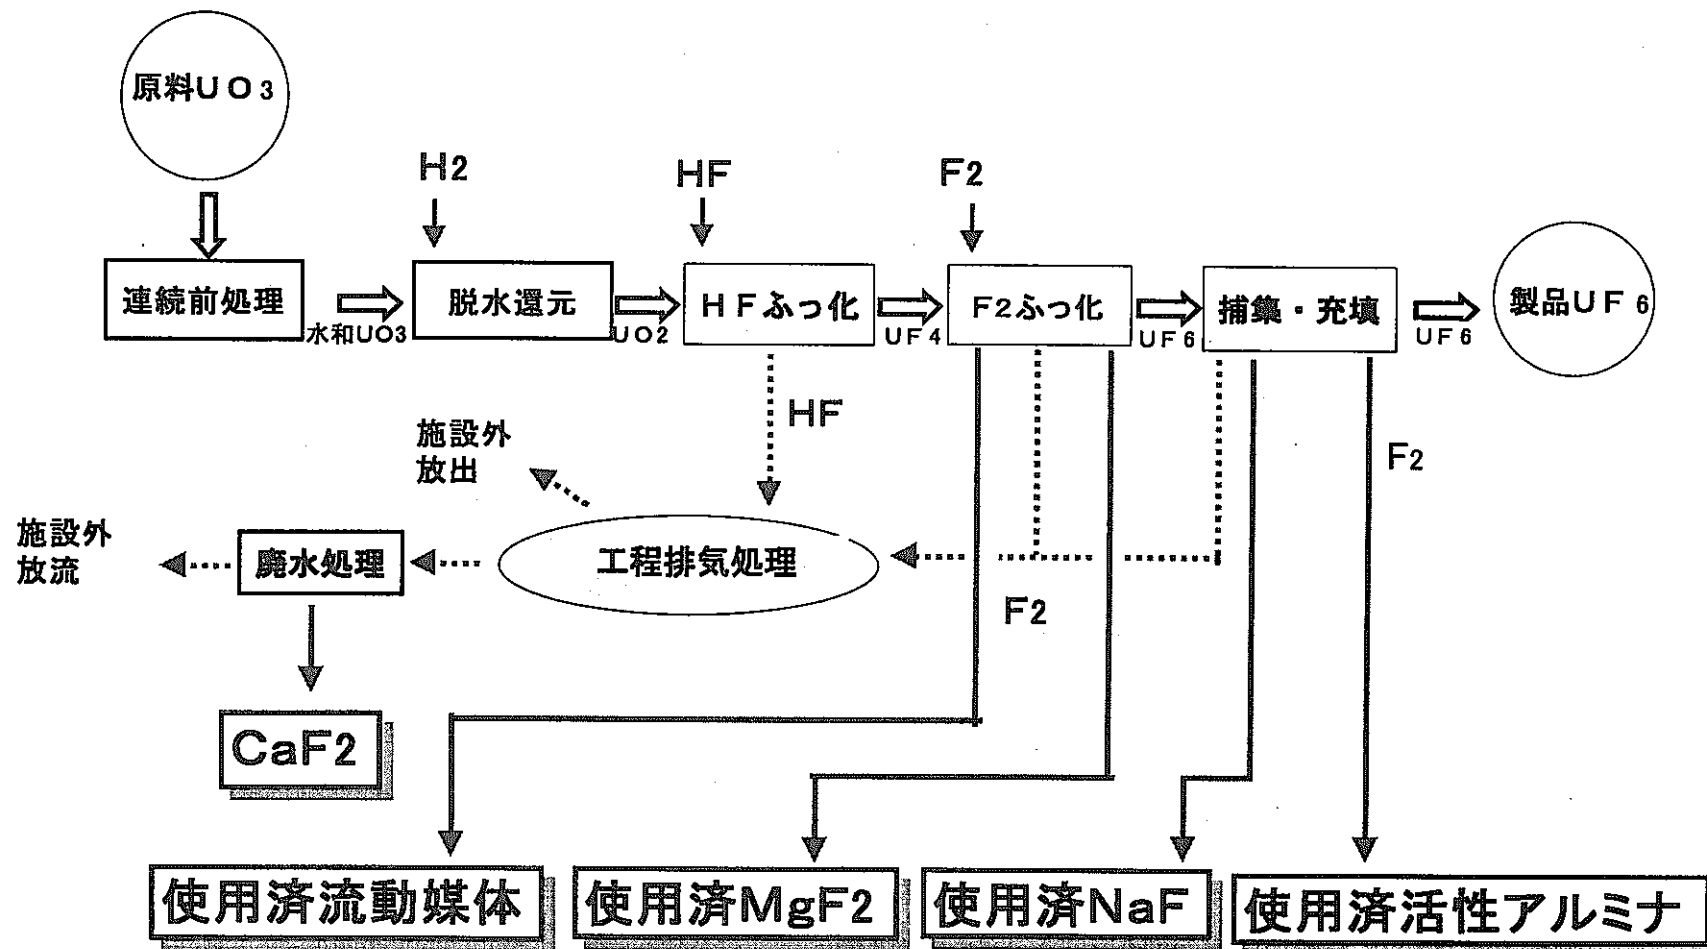 原料UO3
H2
HF
F2
連続前処理
水和UO3
脱水還元
UO2
HFふっ化
UF4
F2ふっ化
UF6
捕集・充填
UF6
製品UF6
HF
F2
施設外
放出
施設外
放流
廃水処理
工程排気処理
F2
CaF2
使用済流動媒体
使用済MgF2
使用済NaF
使用済活性アルミナ